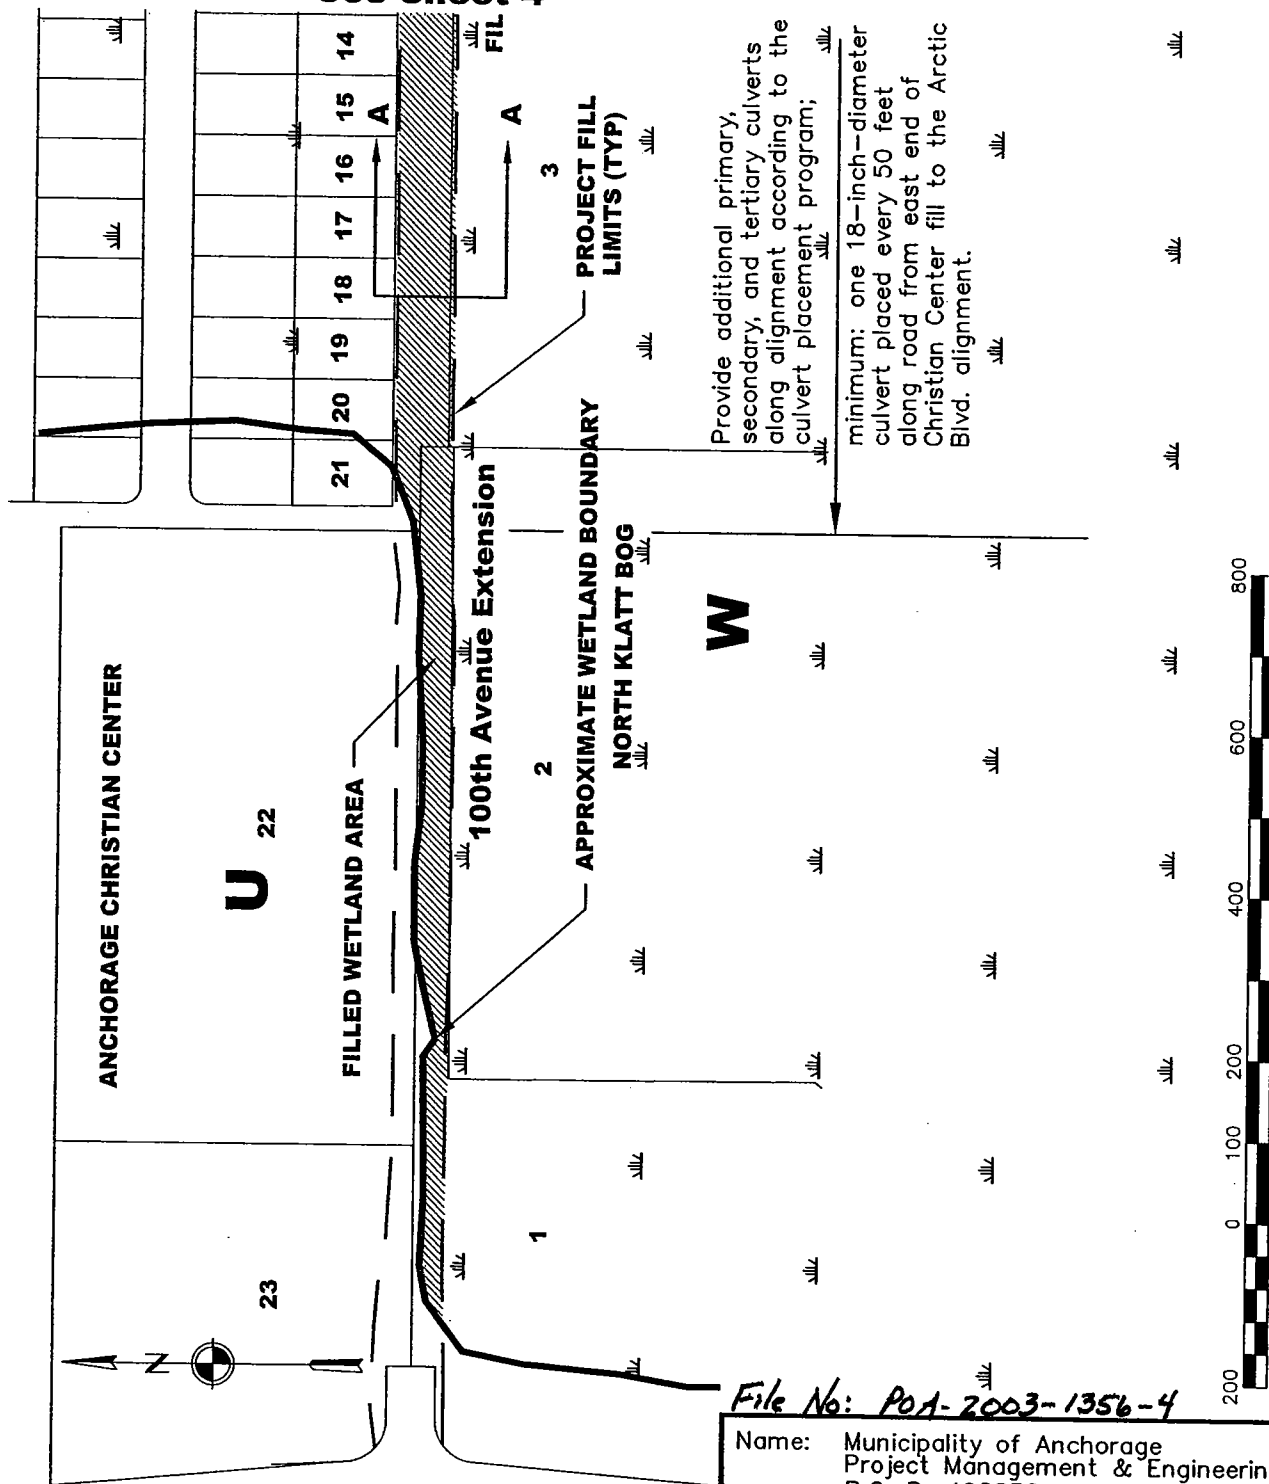 14
15
16
17
18
19
20
21
FIL
A
A
3
PROJECT FILL
LIMITS (TYP)
Provide additional primary,
secondary, and tertiary culverts
along alignment according to the
culvert placement program;
minimum: one 18-inch-diameter
culvert placed every 50 feet
along road from east end of
Christian Center fill to the Arctic
Blvd. alignment.
ANCHORAGE CHRISTIAN CENTER
U
22
FILLED WETLAND AREA
100th Avenue Extension
2
APPROXIMATE WETLAND BOUNDARY
NORTH KLATT BOG
W
23
1
N
200
0
100
200
400
600
800
File No: POA-2003-1356-4
Name: Municipality of Anchorage
Project Management & Engineerin